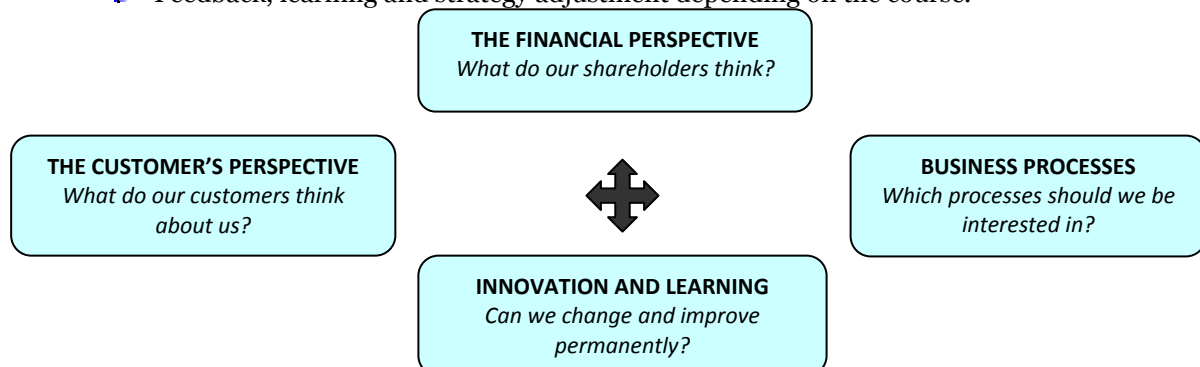 Feedback, learning and strategy adjustment depending on the course.
THE FINANCIAL PERSPECTIVE
What do our shareholders think?
THE CUSTOMER'S PERSPECTIVE
What do our customers think
about us?
BUSINESS PROCESSES
Which processes should we be
interested in?
INNOVATION AND LEARNING
Can we change and improve
permanently?